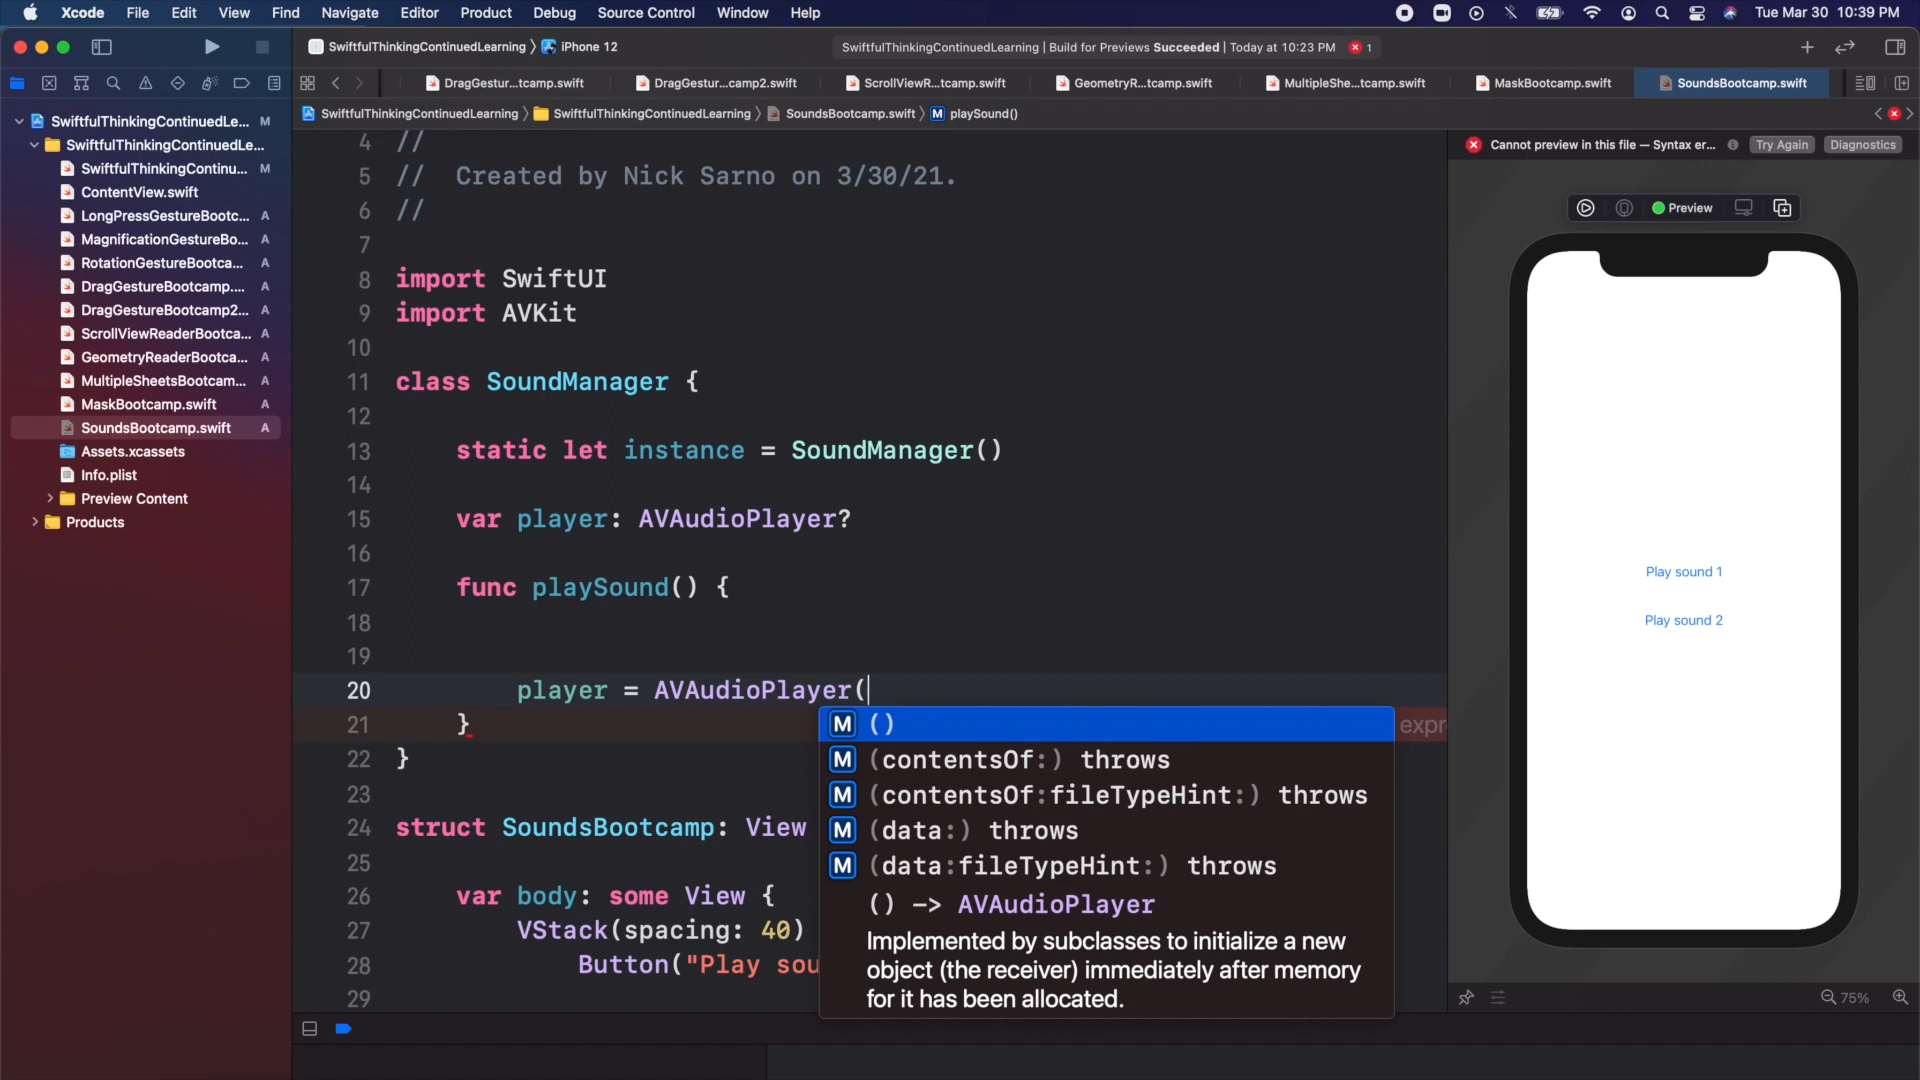 Xcode File Edit View Find Navigate Editor Product Debug Source Control Window Help Tue Mar 30 10:39 PM
SwiftfulThinkingContinuedLearning 〉 iPhone 12
SwiftfulThinkingContinuedLearning | Build for Previews Succeeded | Today at 10:23 PM 1
DragGestur...tcamp.swift DragGestur...camp2.swift ScrollViewR...tcamp.swift GeometryR...tcamp.swift MultipleShe...tcamp.swift MaskBootcamp.swift SoundsBootcamp.swift
SwiftfulThinkingContinuedLearning 〉 SwiftfulThinkingContinuedLearning 〉 SoundsBootcamp.swift 〉 M playSound()
SwiftfulThinkingContinuedLe... M
SwiftfulThinkingContinuedLe...
SwiftfulThinkingContinu... M
ContentView.swift
LongPressGestureBootc... A
MagnificationGestureBo... A
RotationGestureBootca... A
DragGestureBootcamp.... A
DragGestureBootcamp2... A
ScrollViewReaderBootca... A
GeometryReaderBootca... A
MultipleSheetsBootcam... A
MaskBootcamp.swift A
SoundsBootcamp.swift A
Assets.xcassets
Info.plist
Preview Content
Products
4 //
5 // Created by Nick Sarno on 3/30/21.
6 //
7
8 import SwiftUI
9 import AVKit
10
11 class SoundManager {
12
13 static let instance = SoundManager()
14
15 var player: AVAudioPlayer?
16
17 func playSound() {
18
19
20 player = AVAudioPlayer(
21 } expr
22 }
23
24 struct SoundsBootcamp: View
25
26 var body: some View {
27 VStack(spacing: 40)
28 Button("Play sou
29
M ()
M (contentsOf:) throws
M (contentsOf:fileTypeHint:) throws
M (data:) throws
M (data:fileTypeHint:) throws
() -> AVAudioPlayer
Implemented by subclasses to initialize a new
object (the receiver) immediately after memory
for it has been allocated.
Cannot preview in this file — Syntax er... Try Again Diagnostics
Preview
Play sound 1
Play sound 2
75%